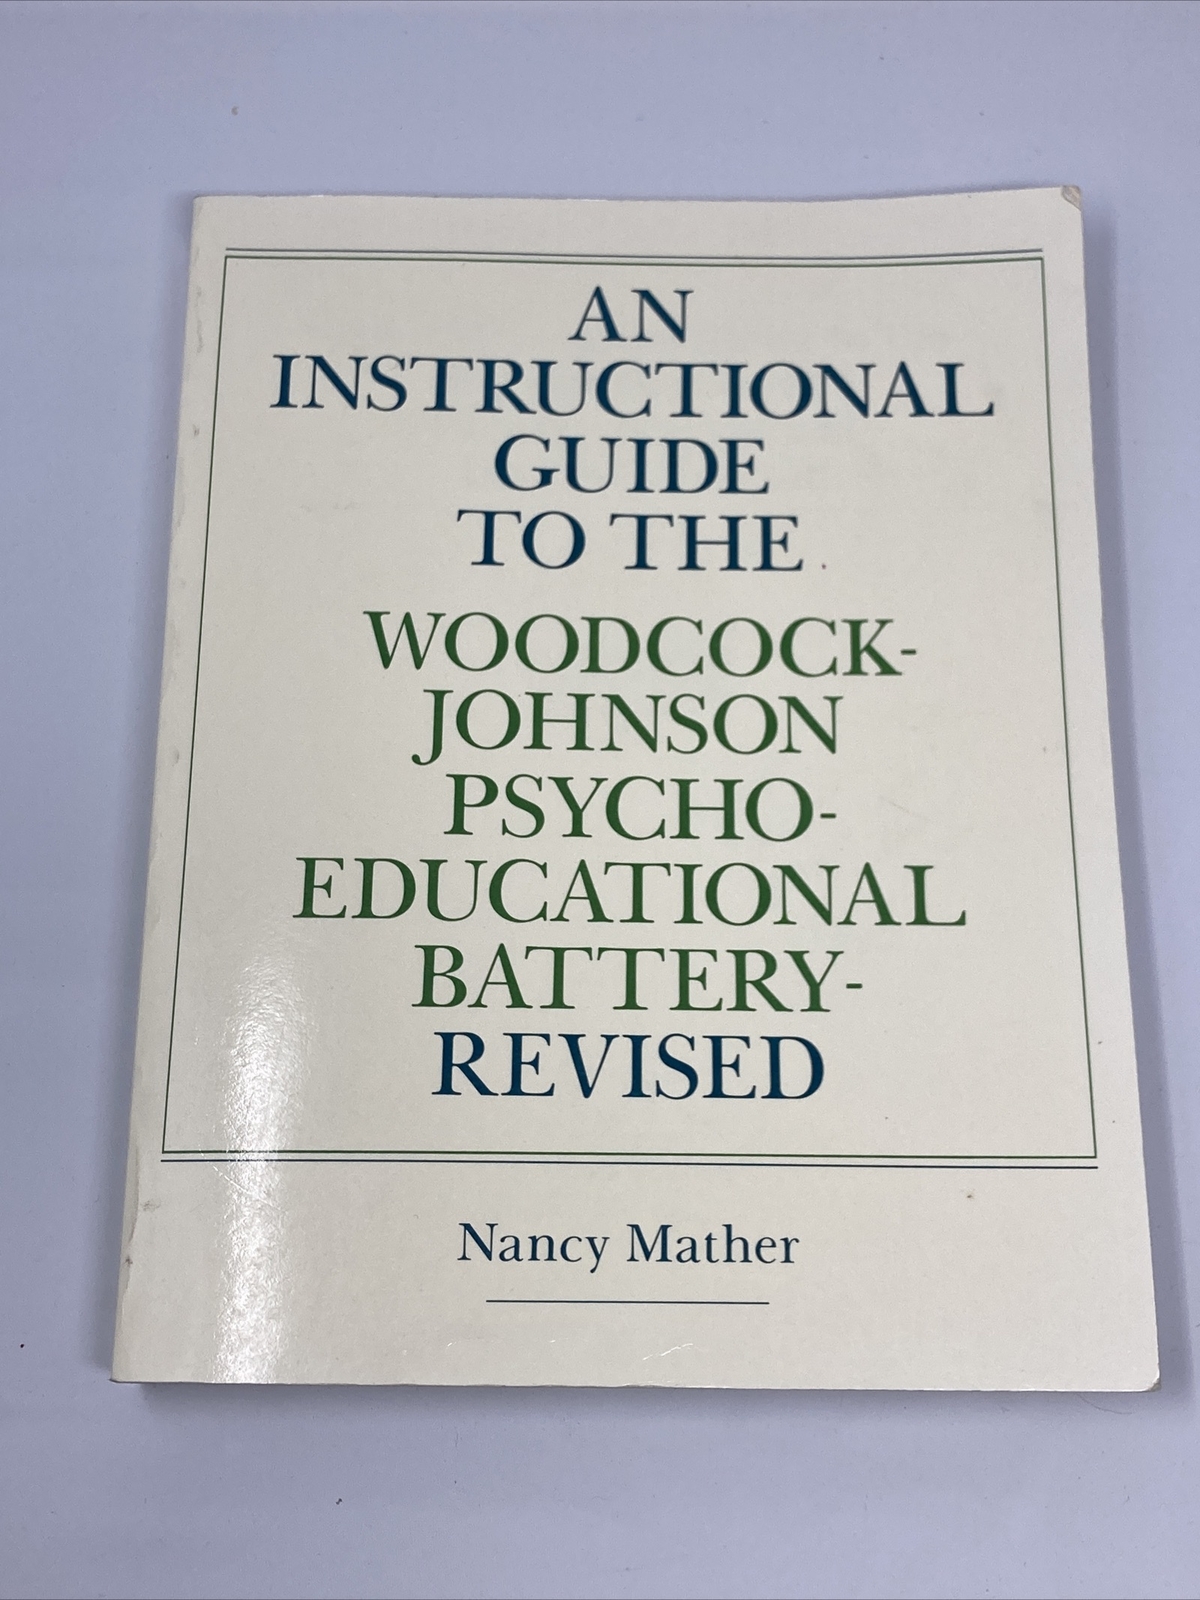 AN
INSTRUCTIONAL
GUIDE
TO THE
WOODCOCK-
JOHNSON
PSYCHO-
EDUCATIONAL
BATTERY-
REVISED
Nancy Mather